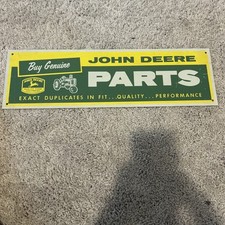 Buy Genuine
JOHN DEERE
PARTS
EXACT DUPLICATES IN FIT...QUALITY...PERFORMANCE